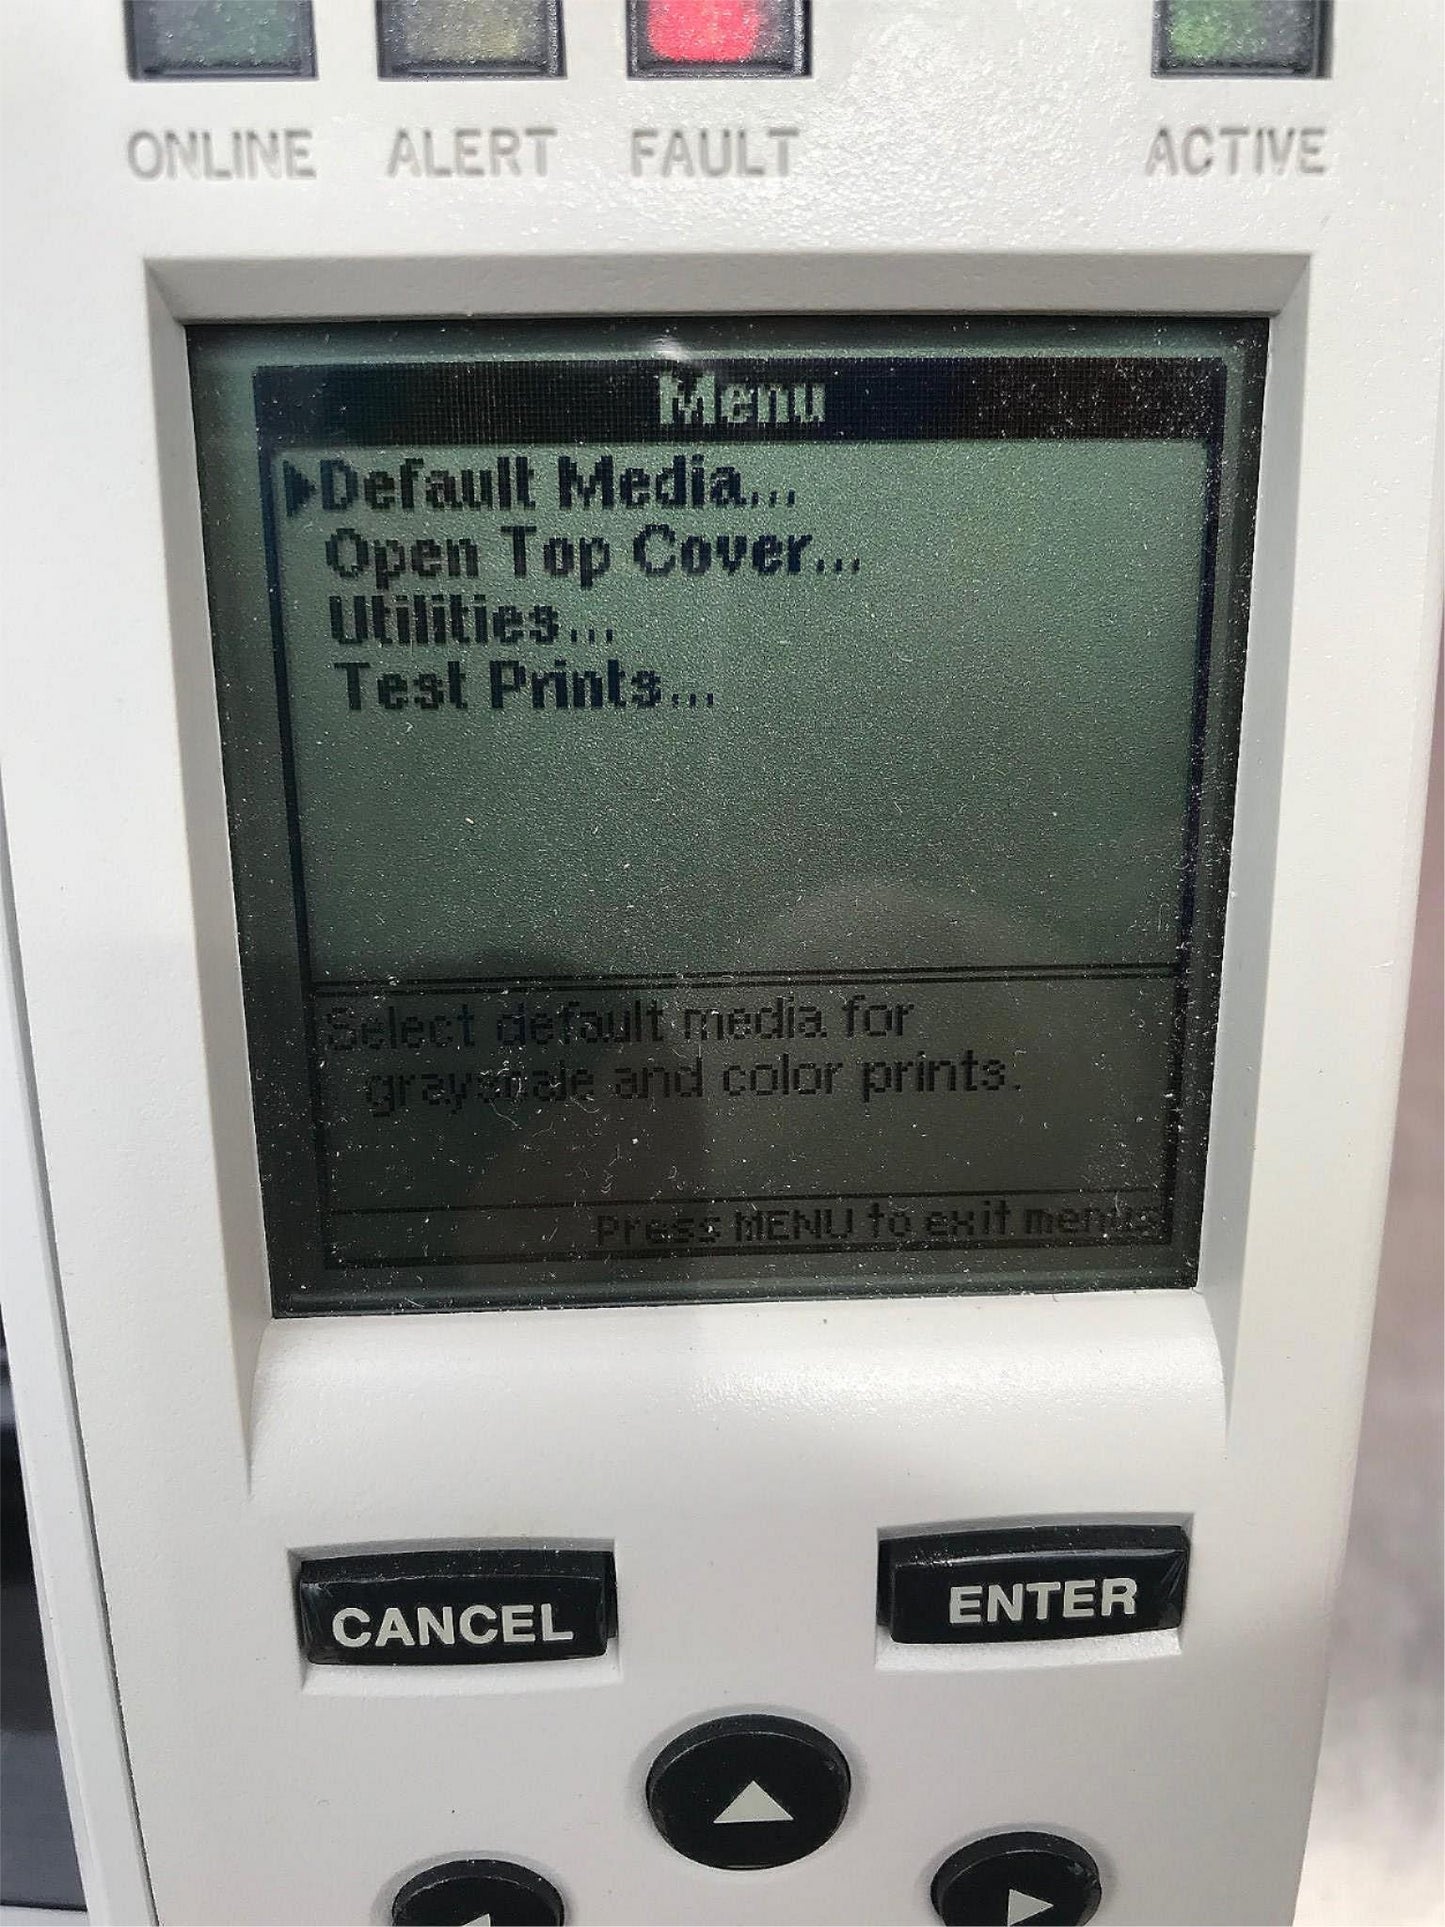 ONLINE ALERT FAULT ACTIVE
Menu
Default Media...
Open Top Cover...
Utilities...
Test Prints...
Select default media for
grayscale and color prints.
Press MENU to exit menus
CANCEL ENTER